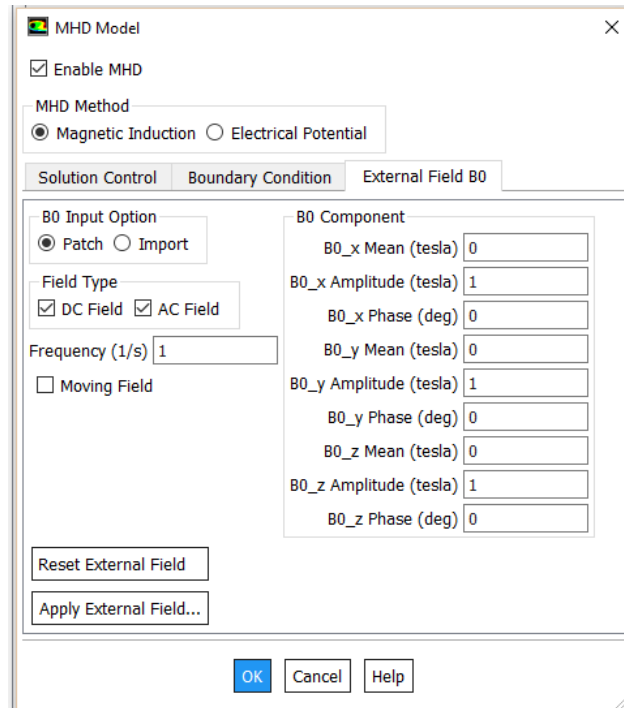 MHD Model
Enable MHD
MHD Method
Magnetic Induction Electrical Potential
Solution Control Boundary Condition External Field B0
B0 Input Option
Patch Import
Field Type
DC Field AC Field
Frequency (1/s) 1
Moving Field
B0 Component
B0_x Mean (tesla) 0
B0_x Amplitude (tesla) 1
B0_x Phase (deg) 0
B0_y Mean (tesla) 0
B0_y Amplitude (tesla) 1
B0_y Phase (deg) 0
B0_z Mean (tesla) 0
B0_z Amplitude (tesla) 1
B0_z Phase (deg) 0
Reset External Field
Apply External Field...
OK Cancel Help